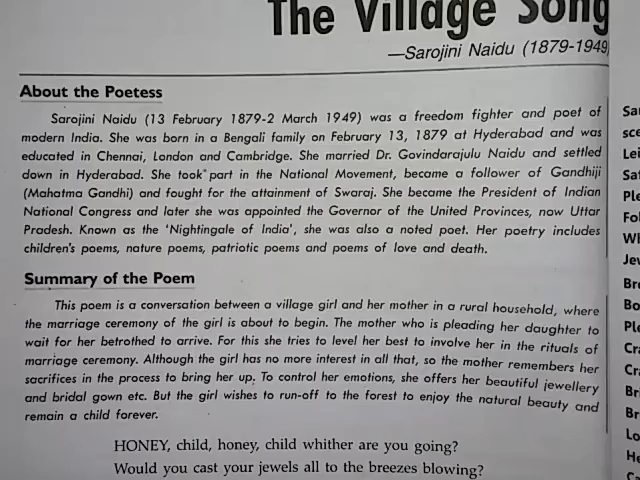 The Village Song
—Sarojini Naidu (1879-1949
About the Poetess
Sarojini Naidu (13 February 1879-2 March 1949) was a freedom fighter and poet of
modern India. She was born in a Bengali family on February 13, 1879 at Hyderabad and was
educated in Chennai, London and Cambridge. She married Dr. Govindarajulu Naidu and settled
down in Hyderabad. She took part in the National Movement, became a follower of Gandhiji
(Mahatma Gandhi) and fought for the attainment of Swaraj. She became the President of Indian
National Congress and later she was appointed the Governor of the United Provinces, now Uttar
Pradesh. Known as the 'Nightingale of India', she was also a noted poet. Her poetry includes
children's poems, nature poems, patriotic poems and poems of love and death.
Summary of the Poem
This poem is a conversation between a village girl and her mother in a rural household, where
the marriage ceremony of the girl is about to begin. The mother who is pleading her daughter to
wait for her betrothed to arrive. For this she tries to level her best to involve her in the rituals of
marriage ceremony. Although the girl has no more interest in all that, so the mother remembers her
sacrifices in the process to bring her up. To control her emotions, she offers her beautiful jewellery
and bridal gown etc. But the girl wishes to run-off to the forest to enjoy the natural beauty and
remain a child forever.
HONEY, child, honey, child whither are you going?
Would you cast your jewels all to the breezes blowing?